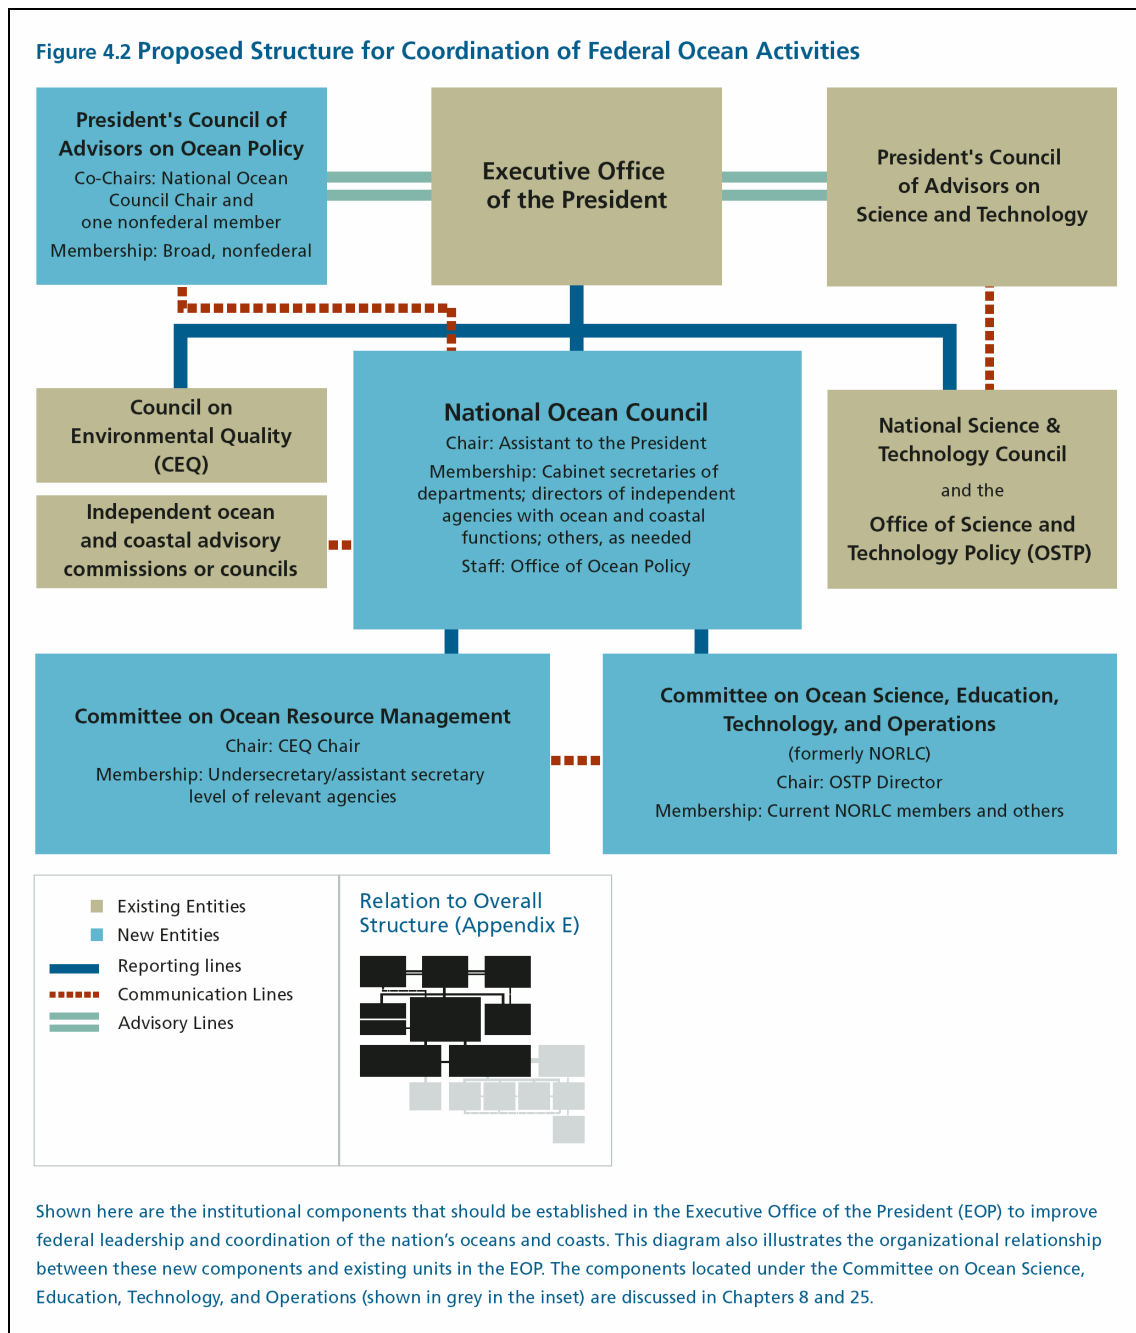 Figure 4.2 Proposed Structure for Coordination of Federal Ocean Activities
President's Council of
Advisors on Ocean Policy
Co-Chairs: National Ocean
Council Chair and
one nonfederal member
Membership: Broad, nonfederal
Executive Office
of the President
President's Council
of Advisors on
Science and Technology
Council on
Environmental Quality
(CEQ)
Independent ocean
and coastal advisory
commissions or councils
National Ocean Council
Chair: Assistant to the President
Membership: Cabinet secretaries of
departments; directors of independent
agencies with ocean and coastal
functions; others, as needed
Staff: Office of Ocean Policy
National Science &
Technology Council
and the
Office of Science and
Technology Policy (OSTP)
Committee on Ocean Resource Management
Chair: CEQ Chair
Membership: Undersecretary/assistant secretary
level of relevant agencies
Committee on Ocean Science, Education,
Technology, and Operations
(formerly NORLC)
Chair: OSTP Director
Membership: Current NORLC members and others
Existing Entities
New Entities
Reporting lines
Communication Lines
Advisory Lines
Relation to Overall
Structure (Appendix E)
Shown here are the institutional components that should be established in the Executive Office of the President (EOP) to improve
federal leadership and coordination of the nation’s oceans and coasts. This diagram also illustrates the organizational relationship
between these new components and existing units in the EOP. The components located under the Committee on Ocean Science,
Education, Technology, and Operations (shown in grey in the inset) are discussed in Chapters 8 and 25.